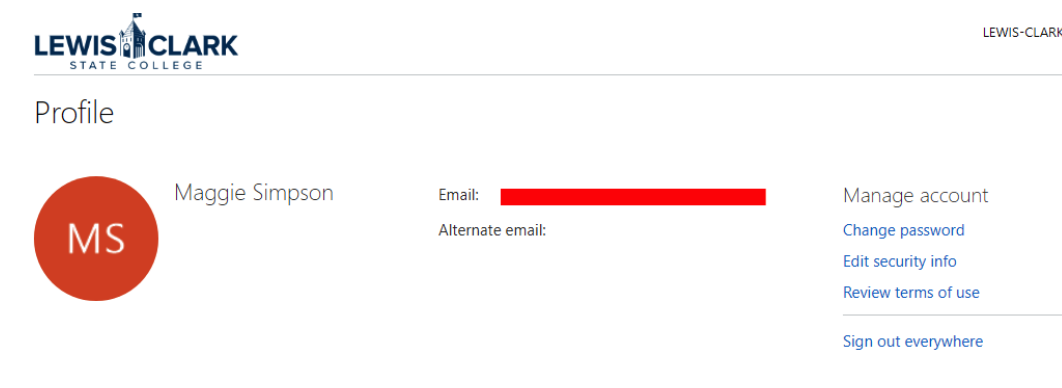 LEWIS CLARK
STATE COLLEGE
LEWIS-CLARK
Profile
MS
Maggie Simpson
Email:
Alternate email:
Manage account
Change password
Edit security info
Review terms of use
Sign out everywhere